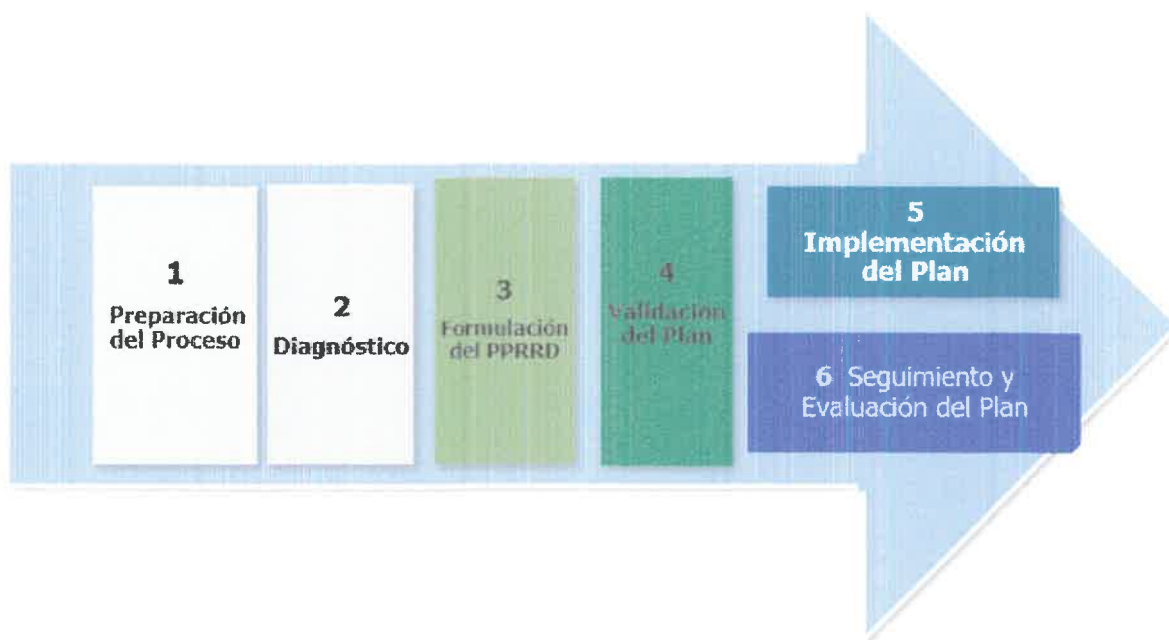 1
Preparación
del Proceso
2
Diagnóstico
3
Formulación
del PPRRD
4
Validación
del Plan
5
Implementación
del Plan
6 Seguimiento y
Evaluación del Plan